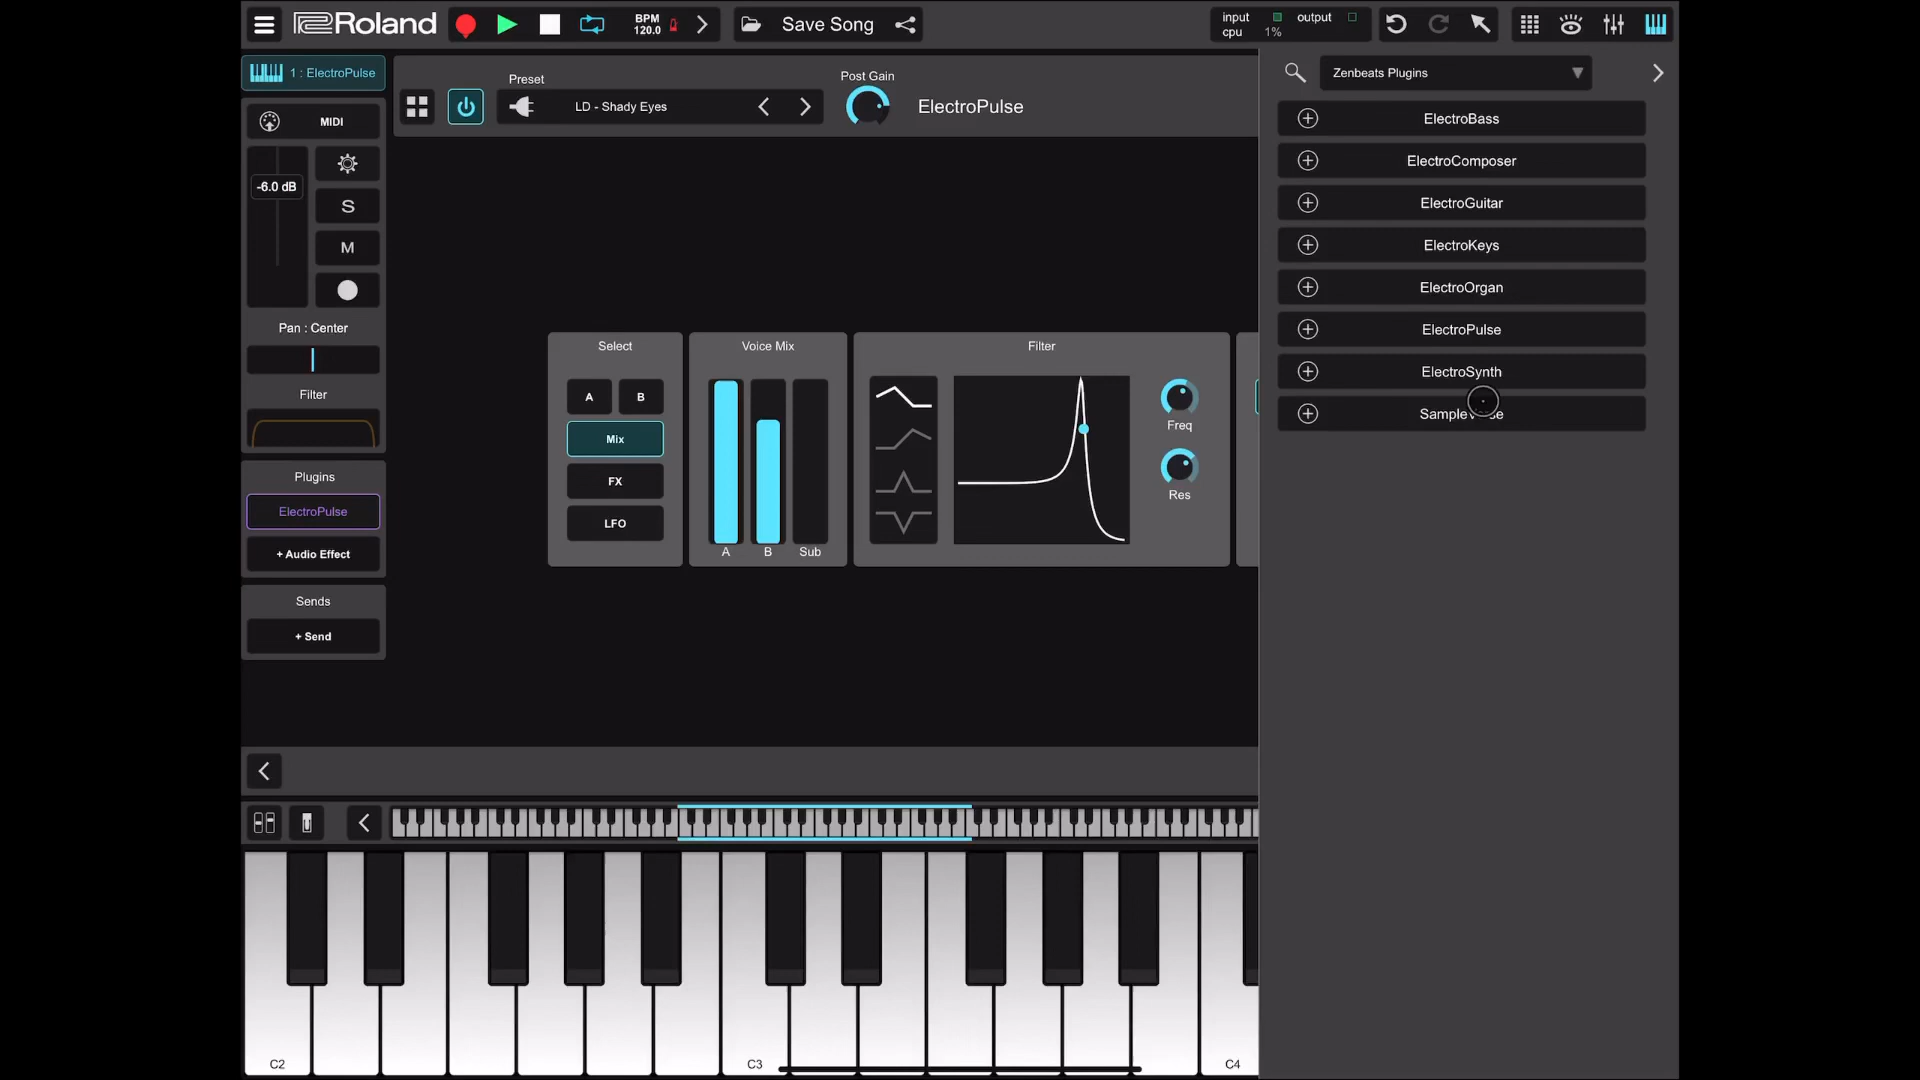 Roland
BPM
120.0
Save Song
input
output
cpu
1%
1 : ElectroPulse
Preset
LD - Shady Eyes
Post Gain
ElectroPulse
Zenbeats Plugins
MIDI
-6.0 dB
S
M
Pan : Center
Filter
Plugins
ElectroPulse
+ Audio Effect
Sends
+ Send
Select
A
B
Mix
FX
LFO
Voice Mix
A
B
Sub
Filter
Freq
Res
ElectroBass
ElectroComposer
ElectroGuitar
ElectroKeys
ElectroOrgan
ElectroPulse
ElectroSynth
C2
C3
C4